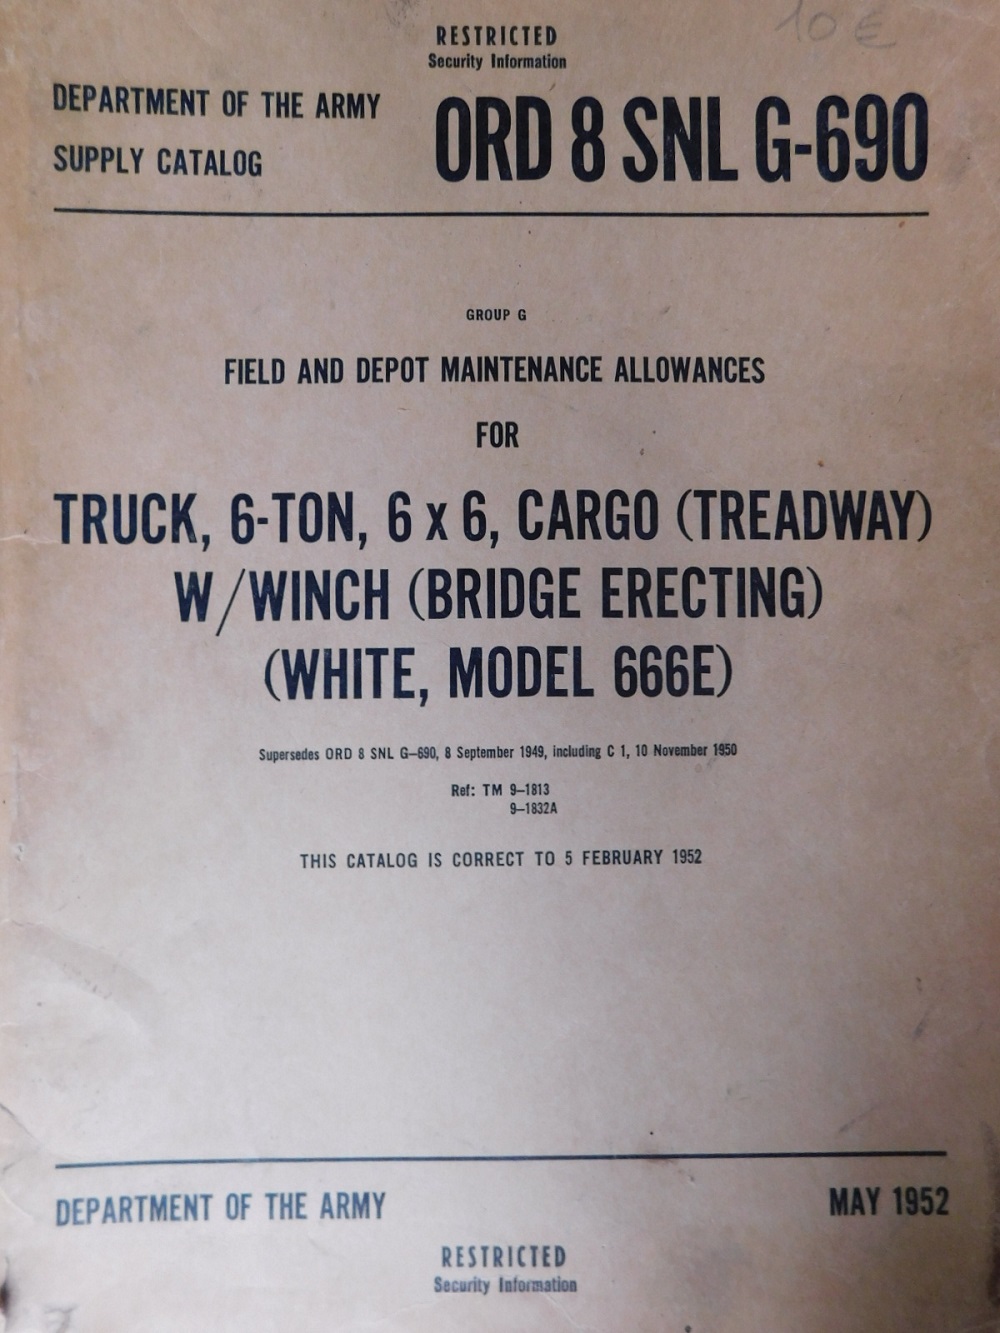 10 €
RESTRICTED
Security Information
DEPARTMENT OF THE ARMY
SUPPLY CATALOG
ORD 8 SNL G-690
GROUP G
FIELD AND DEPOT MAINTENANCE ALLOWANCES
FOR
TRUCK, 6-TON, 6 x 6, CARGO (TREADWAY)
W/WINCH (BRIDGE ERECTING)
(WHITE, MODEL 666E)
Supersedes ORD 8 SNL G–690, 8 September 1949, including C 1, 10 November 1950
Ref: TM 9–1813
9–1832A
THIS CATALOG IS CORRECT TO 5 FEBRUARY 1952
DEPARTMENT OF THE ARMY
MAY 1952
RESTRICTED
Security Information